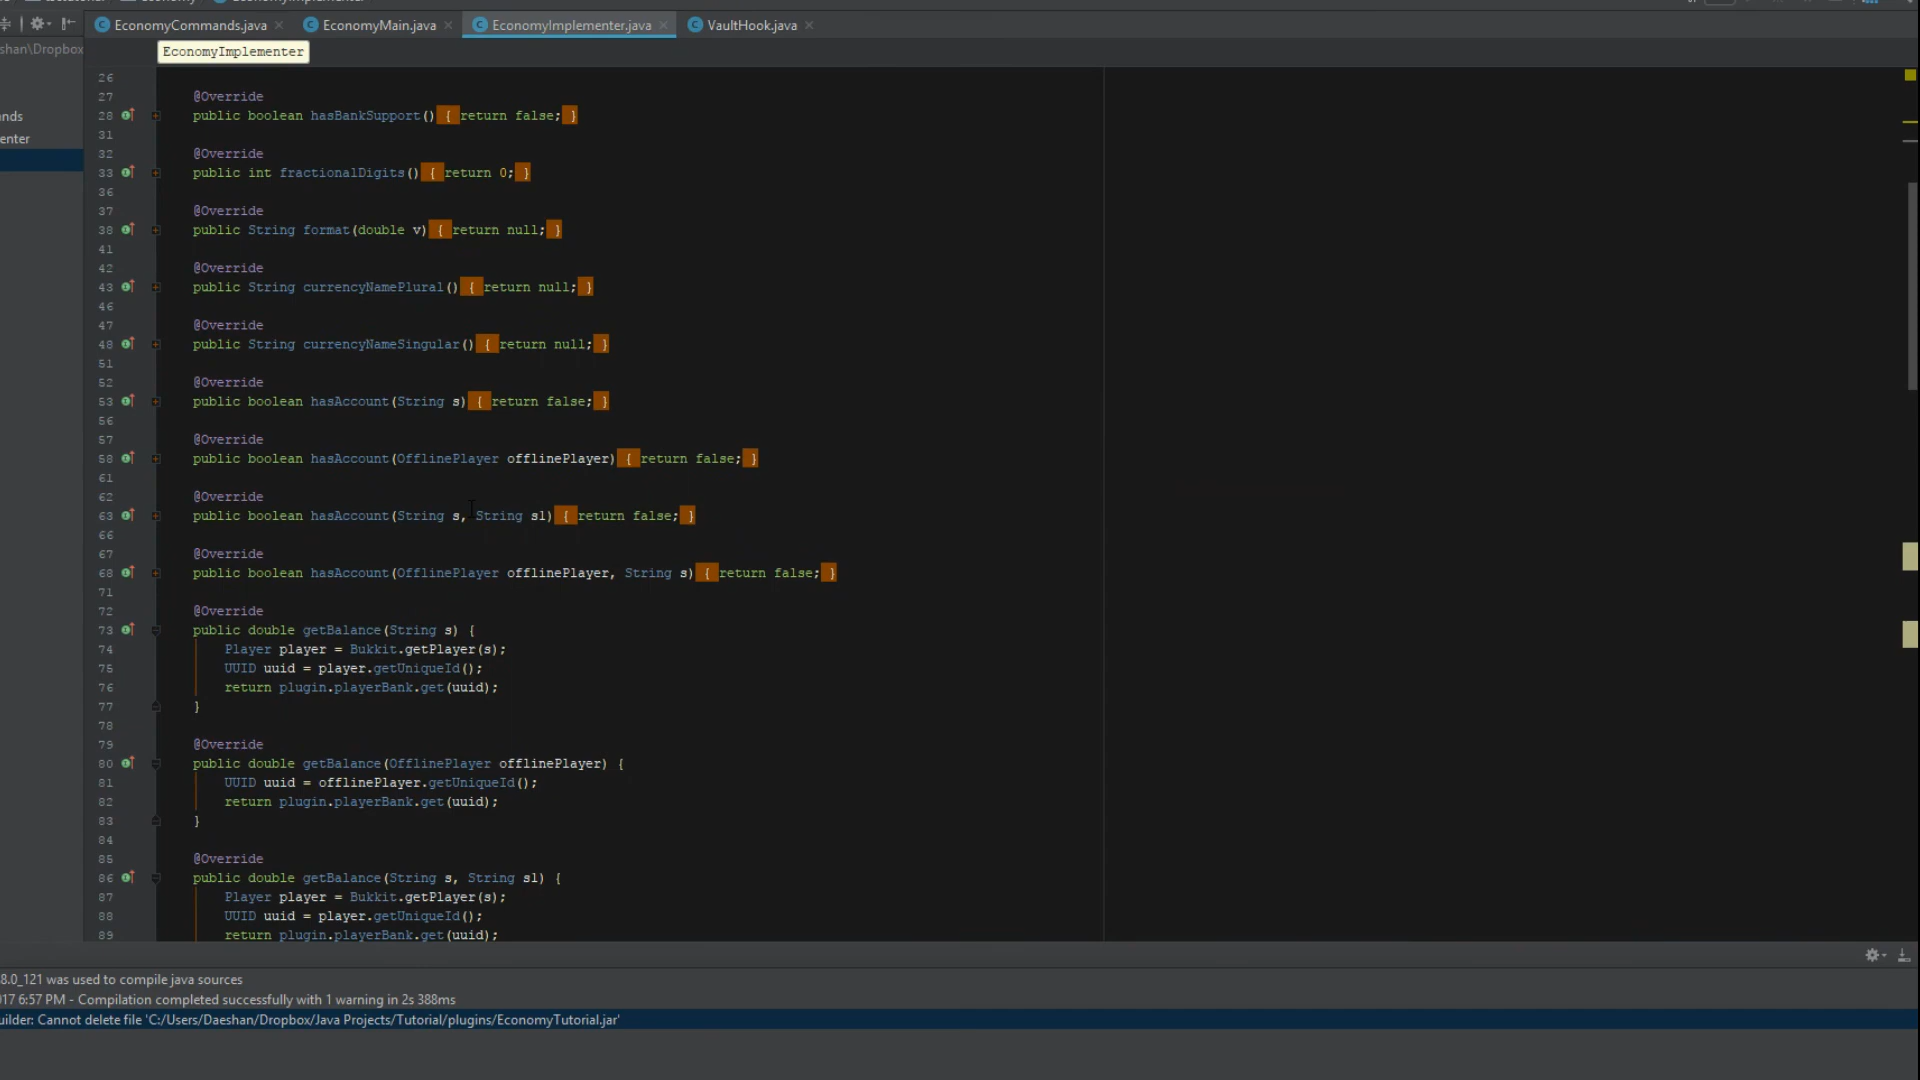 EconomyCommands.java EconomyMain.java EconomyImplementer.java VaultHook.java
shan\Dropbox
EconomyImplementer
26
27 @Override
28 public boolean hasBankSupport() { return false; }
31
32 @Override
33 public int fractionalDigits() { return 0; }
36
37 @Override
38 public String format(double v) { return null; }
41
42 @Override
43 public String currencyNamePlural() { return null; }
46
47 @Override
48 public String currencyNameSingular() { return null; }
51
52 @Override
53 public boolean hasAccount(String s) { return false; }
56
57 @Override
58 public boolean hasAccount(OfflinePlayer offlinePlayer) { return false; }
61
62 @Override
63 public boolean hasAccount(String s, String s1) { return false; }
66
67 @Override
68 public boolean hasAccount(OfflinePlayer offlinePlayer, String s) { return false; }
71
72 @Override
73 public double getBalance(String s) {
74 Player player = Bukkit.getPlayer(s);
75 UUID uuid = player.getUniqueId();
76 return plugin.playerBank.get(uuid);
77 }
78
79 @Override
80 public double getBalance(OfflinePlayer offlinePlayer) {
81 UUID uuid = offlinePlayer.getUniqueId();
82 return plugin.playerBank.get(uuid);
83 }
84
85 @Override
86 public double getBalance(String s, String s1) {
87 Player player = Bukkit.getPlayer(s);
88 UUID uuid = player.getUniqueId();
89 return plugin.playerBank.get(uuid);
nds
enter
8.0_121 was used to compile java sources
17 6:57 PM - Compilation completed successfully with 1 warning in 2s 388ms
uilder: Cannot delete file 'C:/Users/Daeshan/Dropbox/Java Projects/Tutorial/plugins/EconomyTutorial.jar'